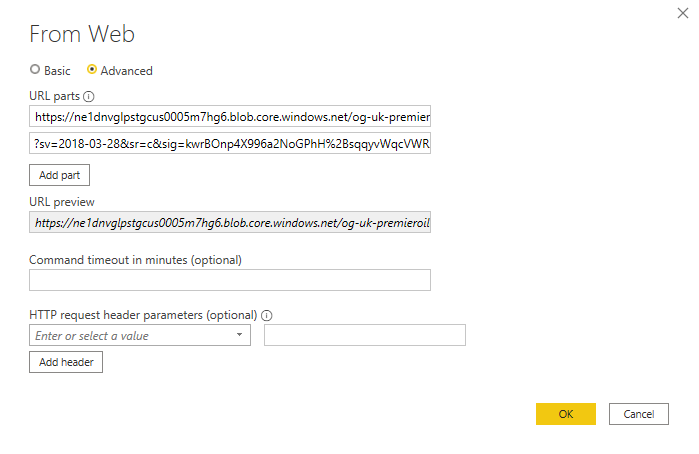 From Web
Basic
Advanced
URL parts
https://ne1dnvglpstgcus0005m7hg6.blob.core.windows.net/og-uk-premier
?sv=2018-03-28&sr=c&sig=kwrBOnp4X996a2NoGPhH%2BsqqyvWqcVWR
Add part
URL preview
https://ne1dnvglpstgcus0005m7hg6.blob.core.windows.net/og-uk-premieroil
Command timeout in minutes (optional)
HTTP request header parameters (optional)
Enter or select a value
Add header
OK
Cancel